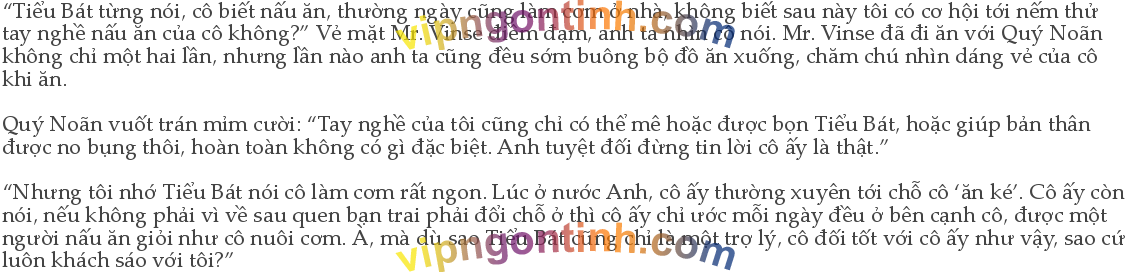 “Tiểu Bát từng nói, cô biết nấu ăn, thường ngày cũng làm cơm ở nhà, không biết sau này tôi có cơ hội tới nếm thử
tay nghề nấu ăn của cô không?” Vẻ mặt Mr. Vinse điềm đạm, anh ta nhìn cô nói. Mr. Vinse đã đi ăn với Quý Noãn
không chỉ một hai lần, nhưng lần nào anh ta cũng đều sớm buông bộ đồ ăn xuống, chăm chú nhìn dáng vẻ của cô
khi ăn.
Quý Noãn vuốt trán mỉm cười: “Tay nghề của tôi cũng chỉ có thể mê hoặc được bọn Tiểu Bát, hoặc giúp bản thân
được no bụng thôi, hoàn toàn không có gì đặc biệt. Anh tuyệt đối đừng tin lời cô ấy là thật.”
“Nhưng tôi nhớ Tiểu Bát nói cô làm cơm rất ngon. Lúc ở nước Anh, cô ấy thường xuyên tới chỗ cô ‘ăn ké’. Cô ấy còn
nói, nếu không phải vì về sau quen bạn trai phải đổi chỗ ở thì cô ấy chỉ ước mỗi ngày đều ở bên cạnh cô, được một
người nấu ăn giỏi như cô nuôi cơm. À, mà dù sao Tiểu Bát cũng chỉ là một trợ lý, cô đối tốt với cô ấy như vậy, sao cứ
luôn khách sáo với tôi?”
vipngontinh.com
vipngontinh.com